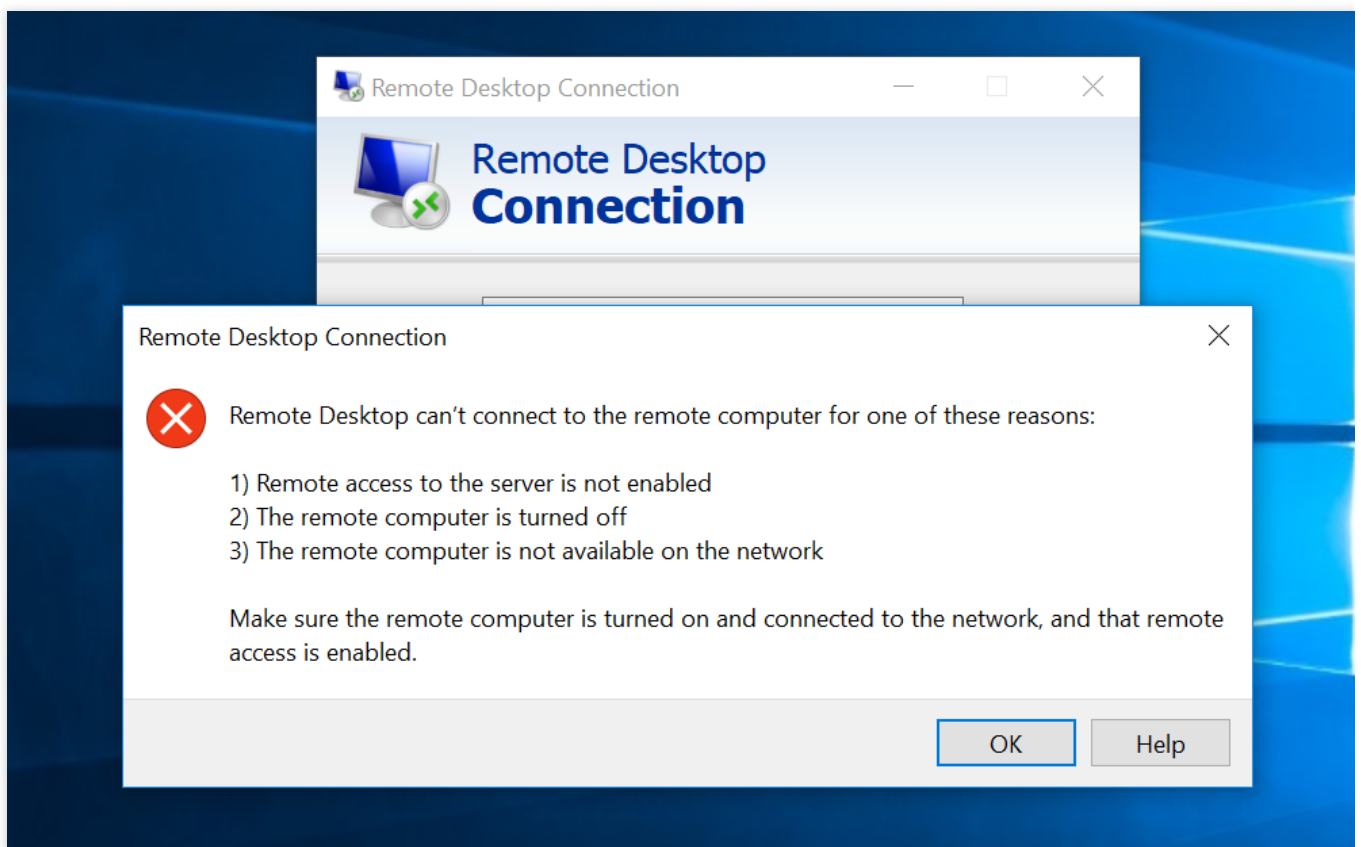 Remote Desktop Connection
Remote Desktop
Connection
Remote Desktop Connection
Remote Desktop can’t connect to the remote computer for one of these reasons:
1) Remote access to the server is not enabled
2) The remote computer is turned off
3) The remote computer is not available on the network
Make sure the remote computer is turned on and connected to the network, and that remote
access is enabled.
OK
Help